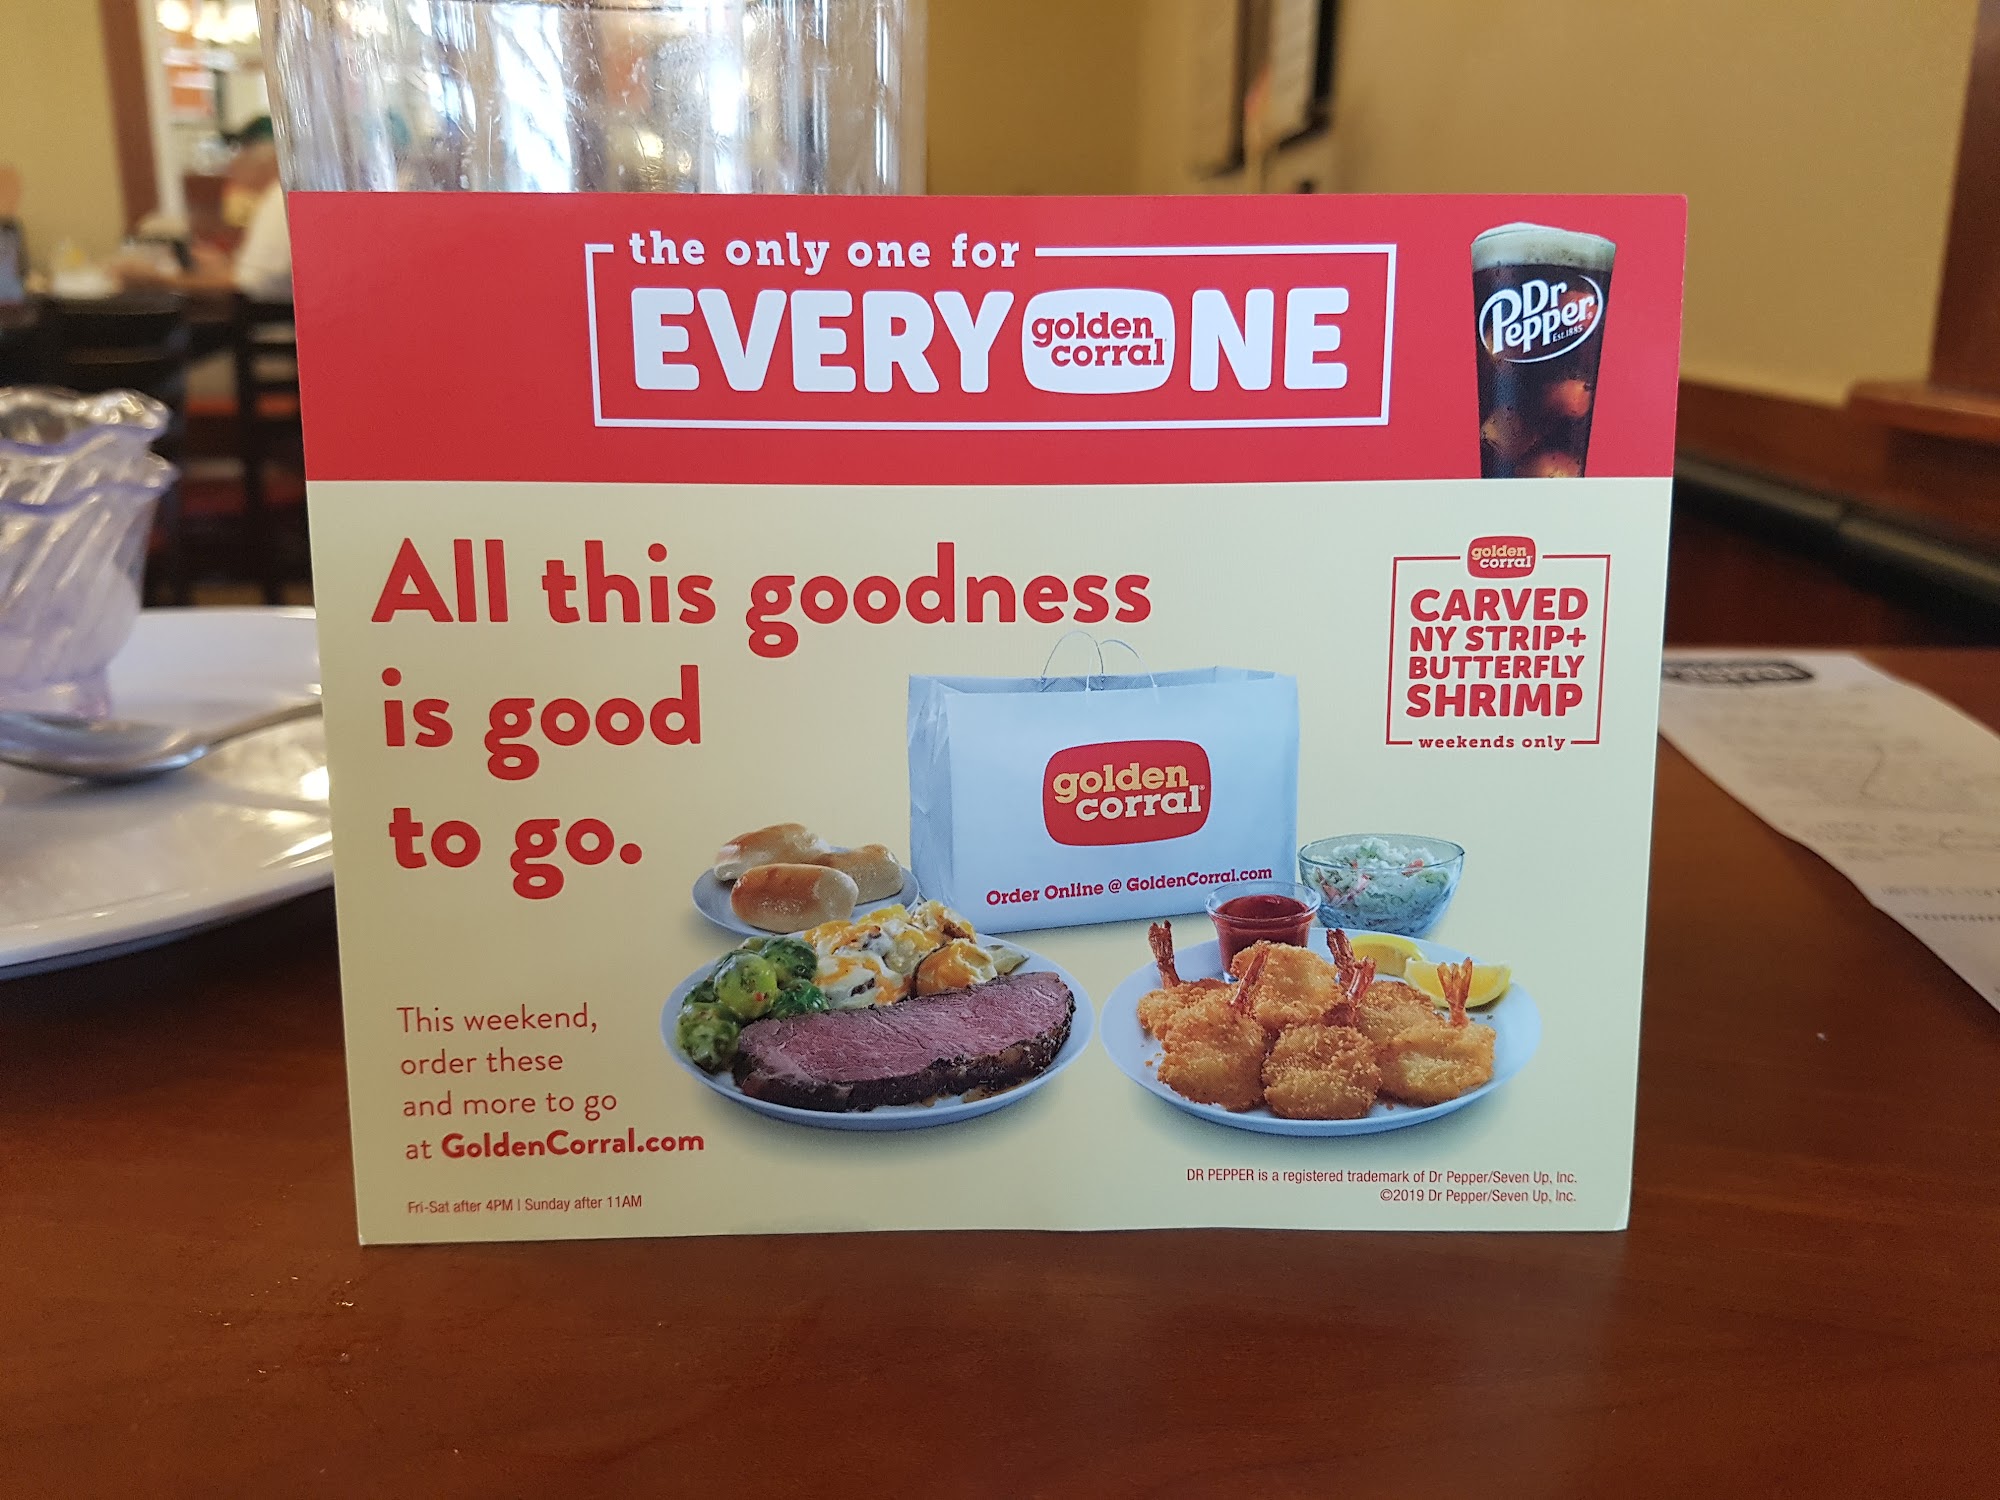 the only one for
EVERY golden corral NE
Dr Pepper
EST. 1885
All this goodness
is good
to go.
golden
corral
CARVED
NY STRIP+
BUTTERFLY
SHRIMP
weekends only
golden
corral
Order Online @ GoldenCorral.com
This weekend,
order these
and more to go
at GoldenCorral.com
Fri-Sat after 4PM | Sunday after 11AM
DR PEPPER is a registered trademark of Dr Pepper/Seven Up, Inc.
©2019 Dr Pepper/Seven Up, Inc.